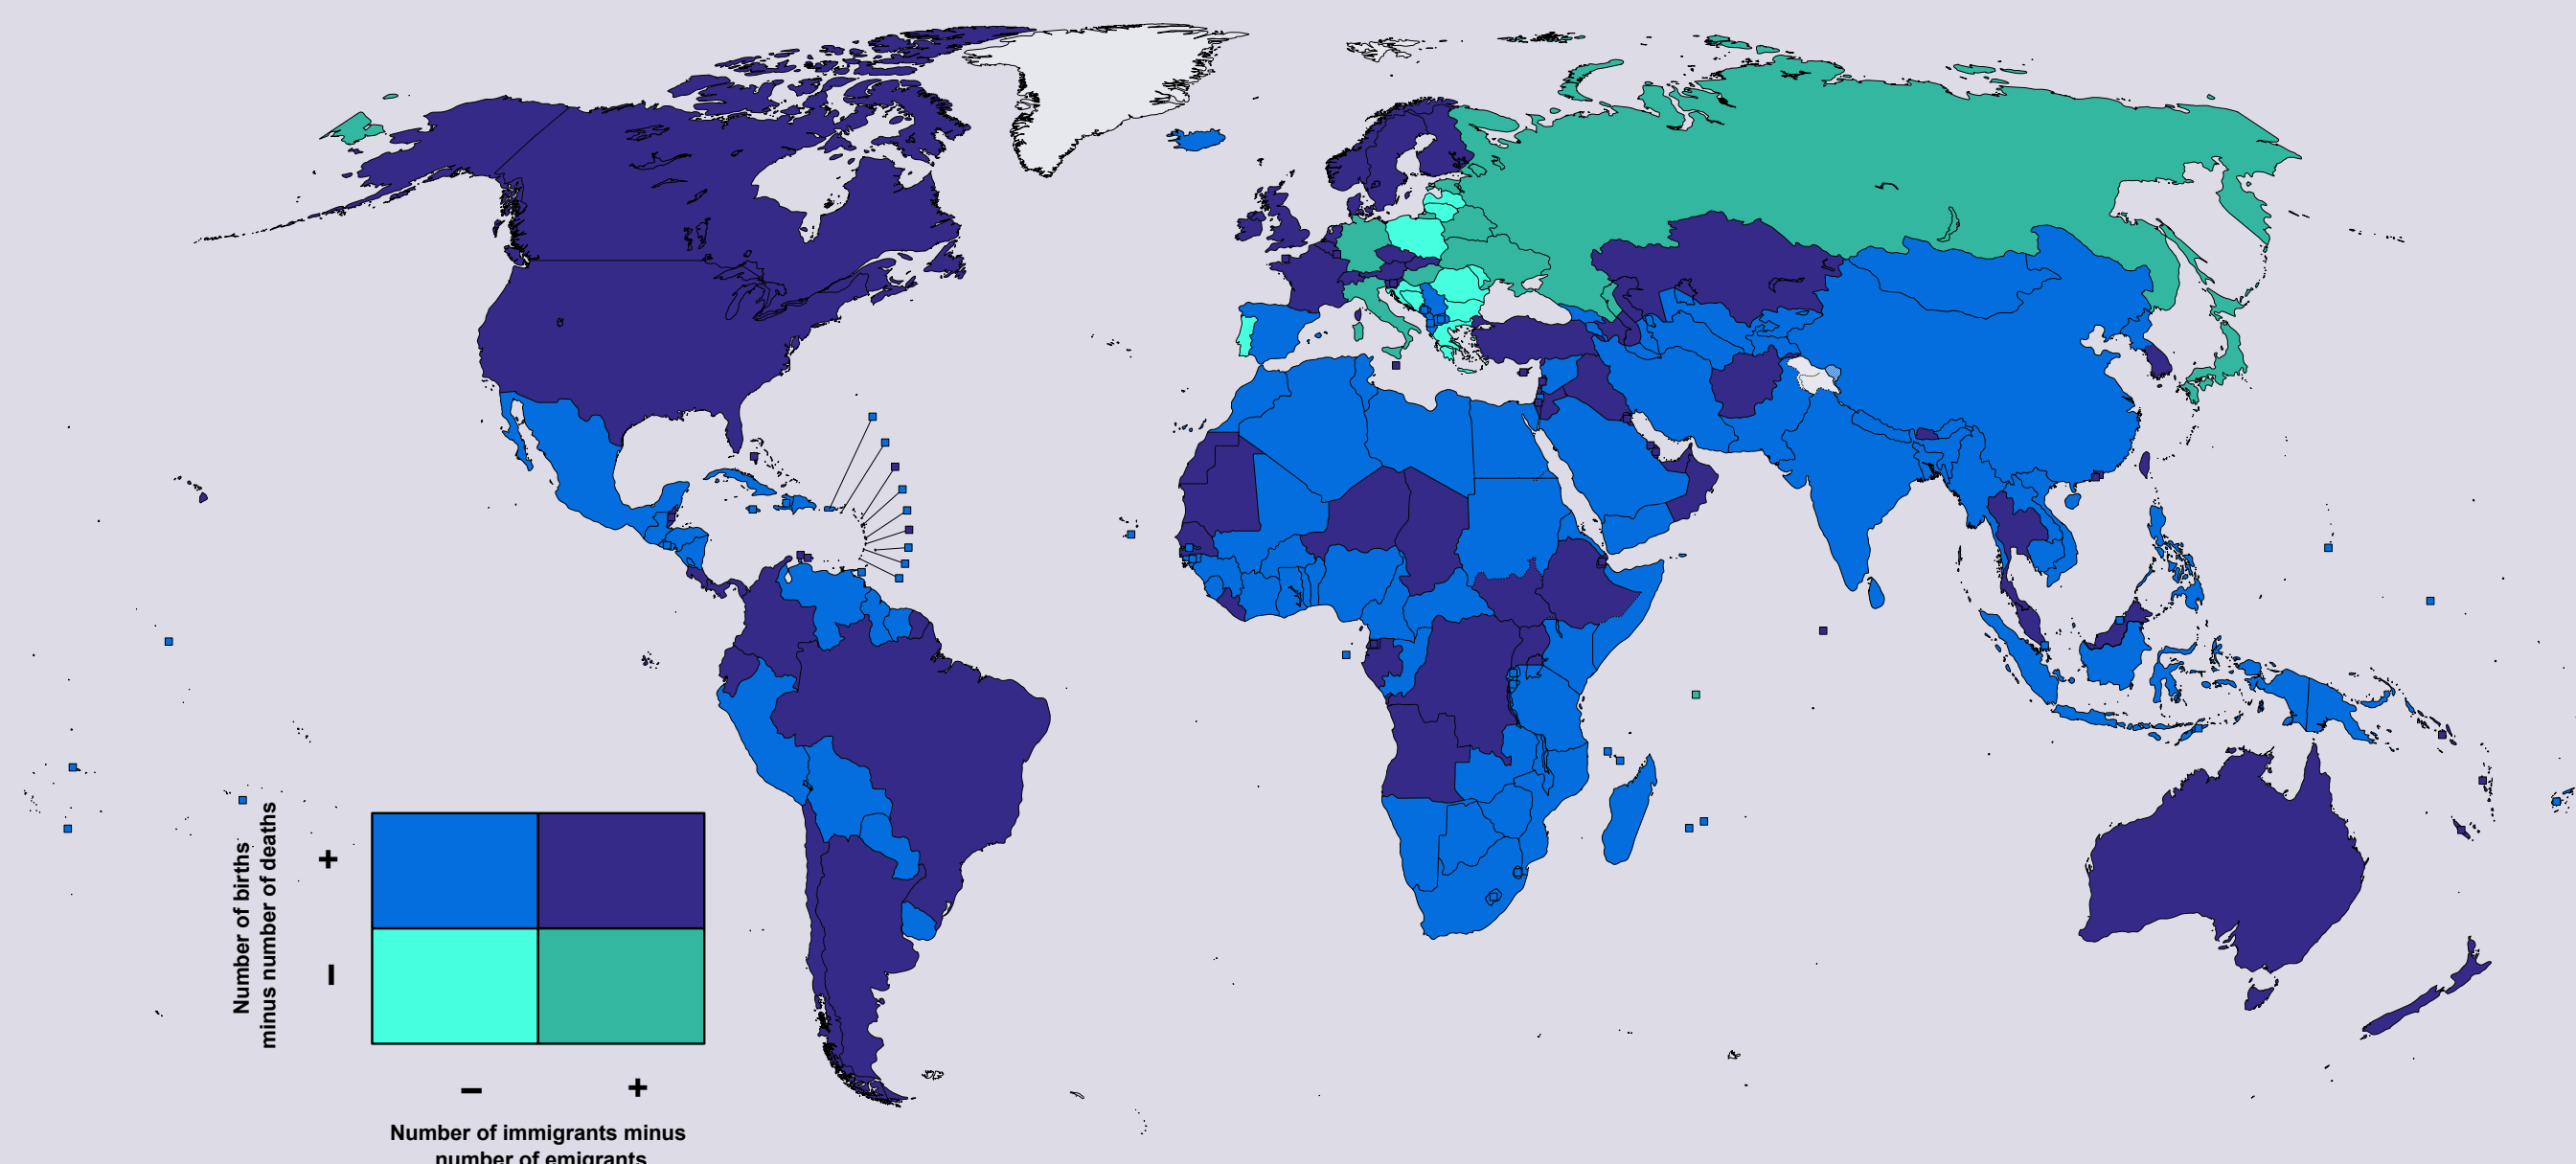 Number of births
minus number of deaths
+
–
–
+
Number of immigrants minus
number of emigrants